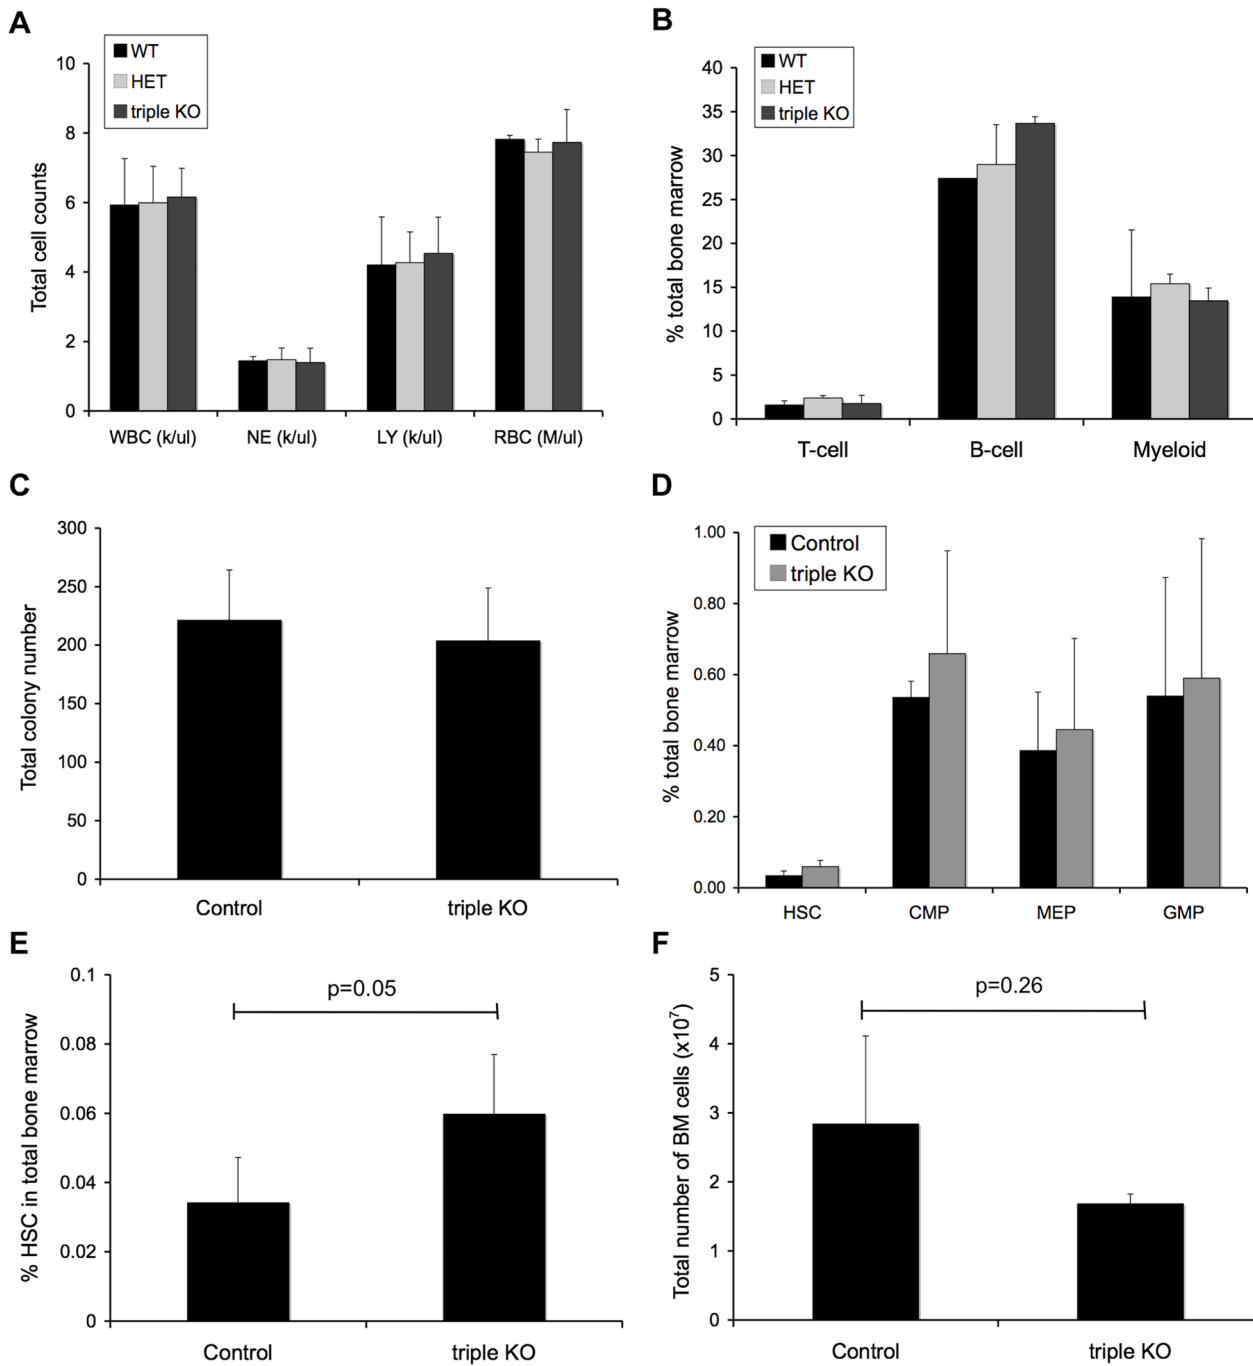 A
WT
HET
triple KO
Total cell counts
10
8
6
4
2
0
WBC (k/ul) NE (k/ul) LY (k/ul) RBC (M/ul)
B
WT
HET
triple KO
% total bone marrow
40
35
30
25
20
15
10
5
0
T-cell B-cell Myeloid
C
Total colony number
300
250
200
150
100
50
0
Control triple KO
D
Control
triple KO
% total bone marrow
1.00
0.80
0.60
0.40
0.20
0.00
HSC CMP MEP GMP
E
p=0.05
% HSC in total bone marrow
0.1
0.08
0.06
0.04
0.02
0
Control triple KO
F
p=0.26
Total number of BM cells (x10⁷)
5
4
3
2
1
0
Control triple KO